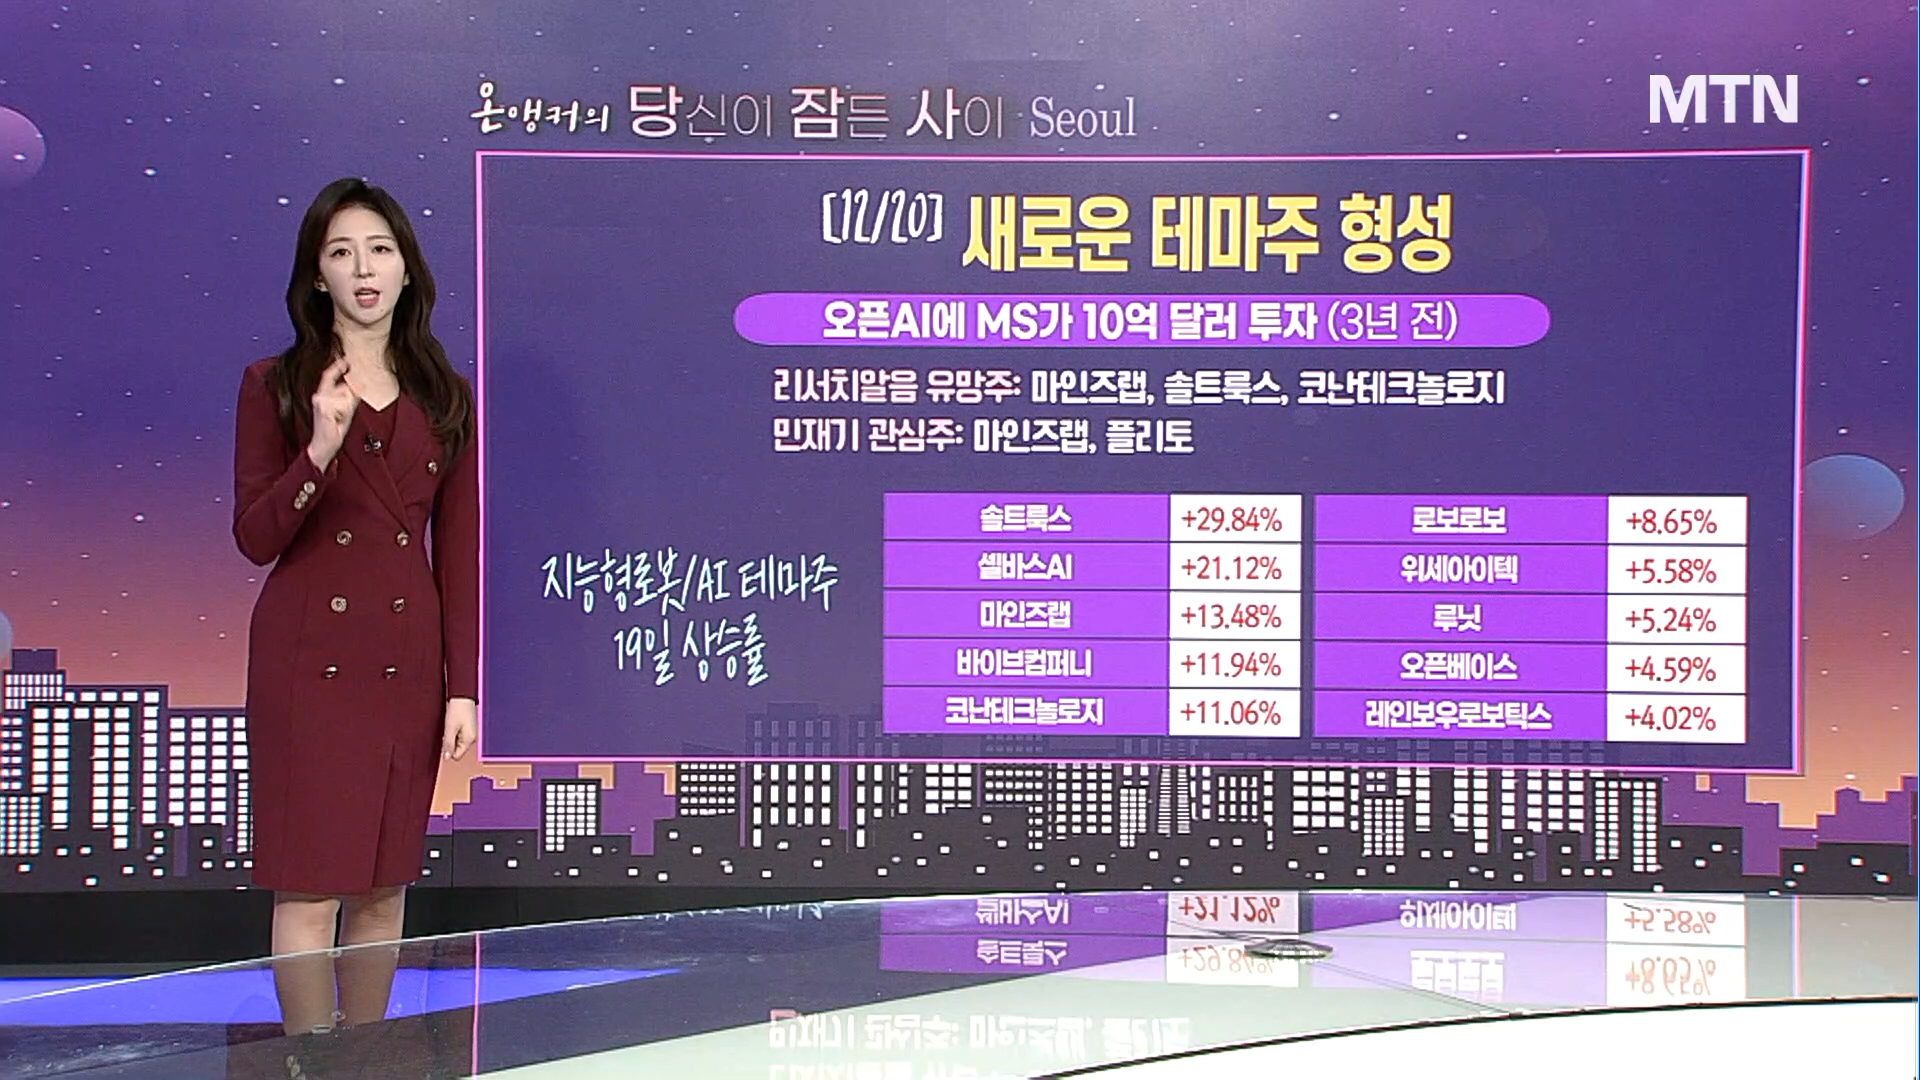 온앵커의 당신이 잠든 사이 Seoul
MTN
[12/20] 새로운 테마주 형성
오픈AI에 MS가 10억 달러 투자 (3년 전)
리서치알음 유망주: 마인즈랩, 솔트룩스, 코난테크놀로지
민재기 관심주: 마인즈랩, 플리토
지능형로봇/AI 테마주
19일 상승률
솔트룩스 +29.84% 로보로보 +8.65%
셀바스AI +21.12% 위세아이텍 +5.58%
마인즈랩 +13.48% 루닛 +5.24%
바이브컴퍼니 +11.94% 오픈베이스 +4.59%
코난테크놀로지 +11.06% 레인보우로보틱스 +4.02%